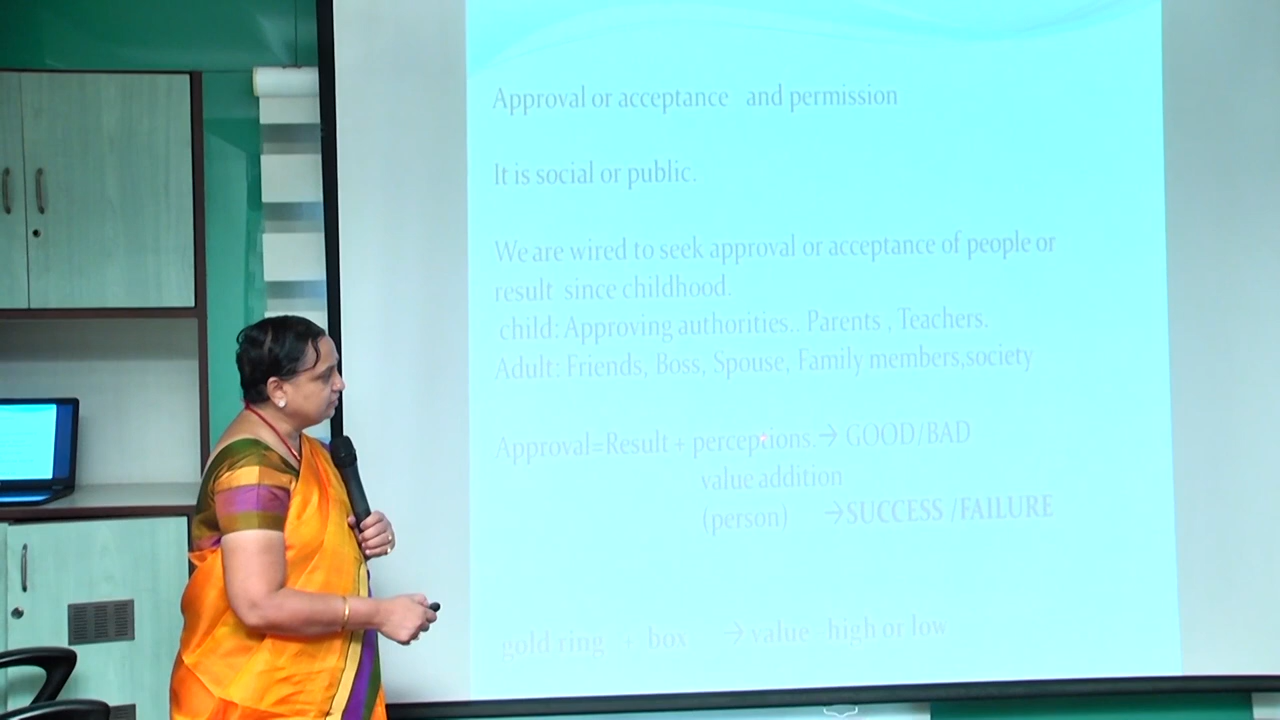 Approval or acceptance and permission
It is social or public.
We are wired to seek approval or acceptance of people or
result since childhood.
child: Approving authorities.. Parents , Teachers.
Adult: Friends, Boss, Spouse, Family members,society
Approval=Result + perceptions.→ GOOD/BAD
value addition
(person) →SUCCESS /FAILURE
gold ring + box → value high or low